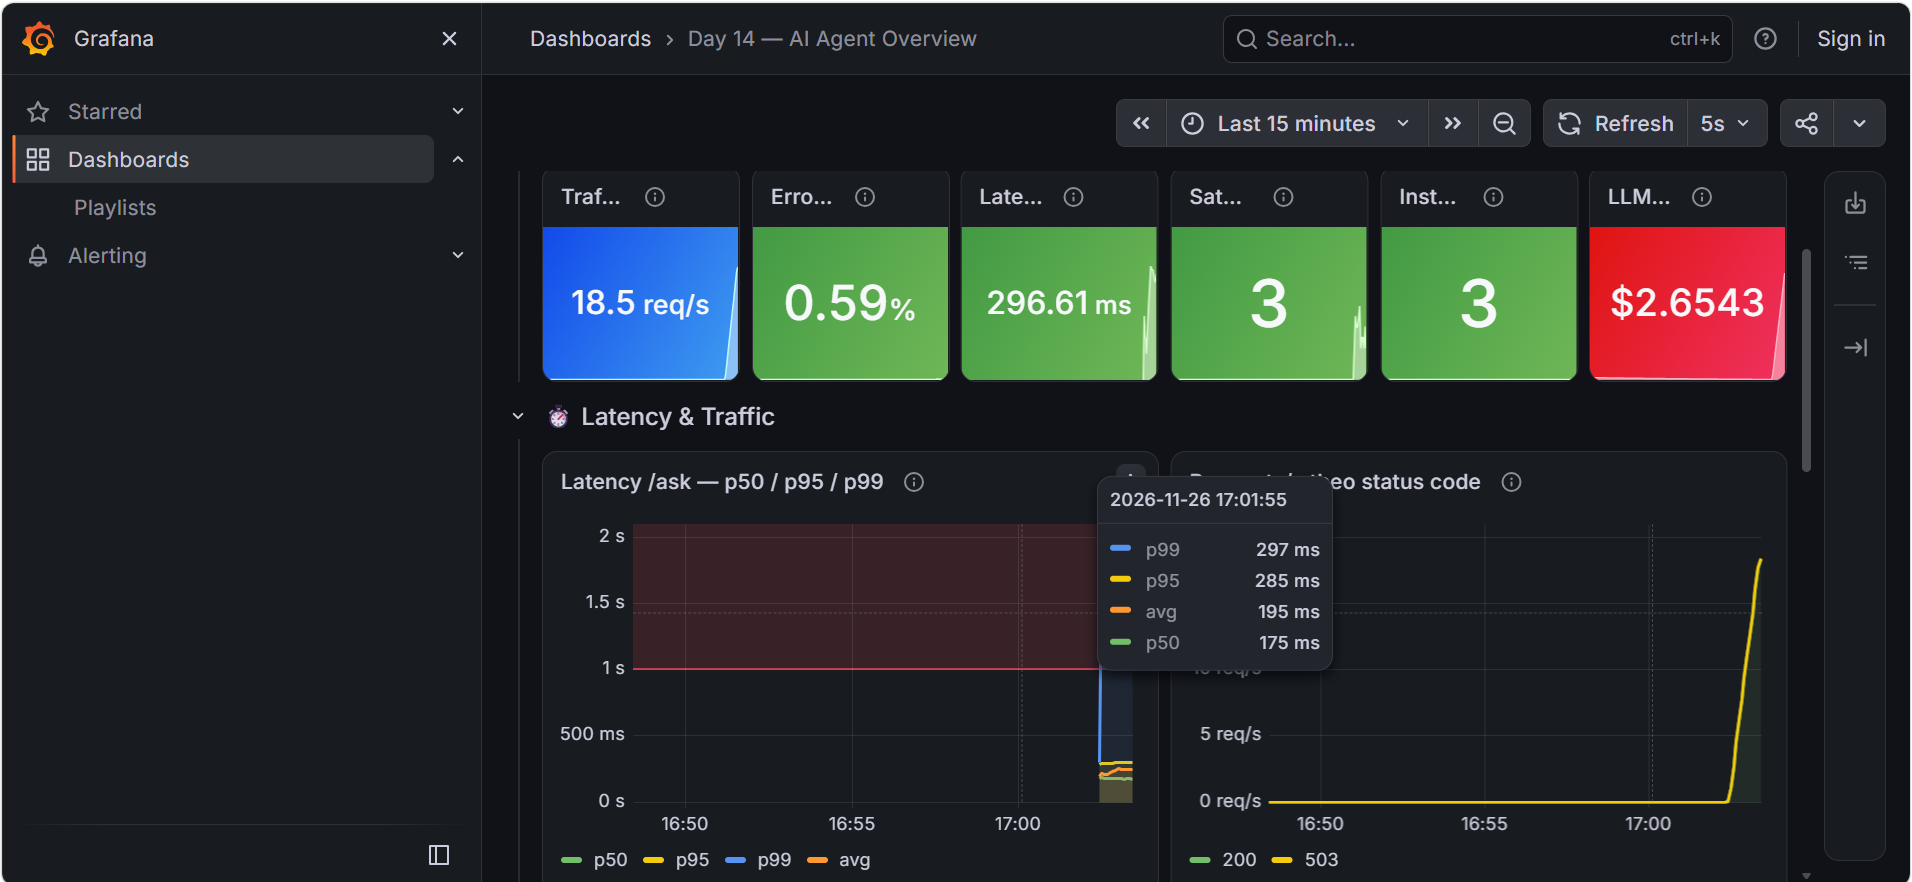 Grafana
Dashboards › Day 14 — AI Agent Overview
Search...
ctrl+k
Sign in
Starred
Dashboards
Playlists
Alerting
Last 15 minutes
Refresh
5s
Traf...
Erro...
Late...
Sat...
Inst...
LLM...
18.5 req/s
0.59%
296.61 ms
3
3
$2.6543
Latency & Traffic
Latency /ask — p50 / p95 / p99
2 s
1.5 s
1 s
500 ms
0 s
16:50
16:55
17:00
p50
p95
p99
avg
2026-11-26 17:01:55
p99 297 ms
p95 285 ms
avg 195 ms
p50 175 ms
theo status code
5 req/s
0 req/s
16:50
16:55
17:00
200
503